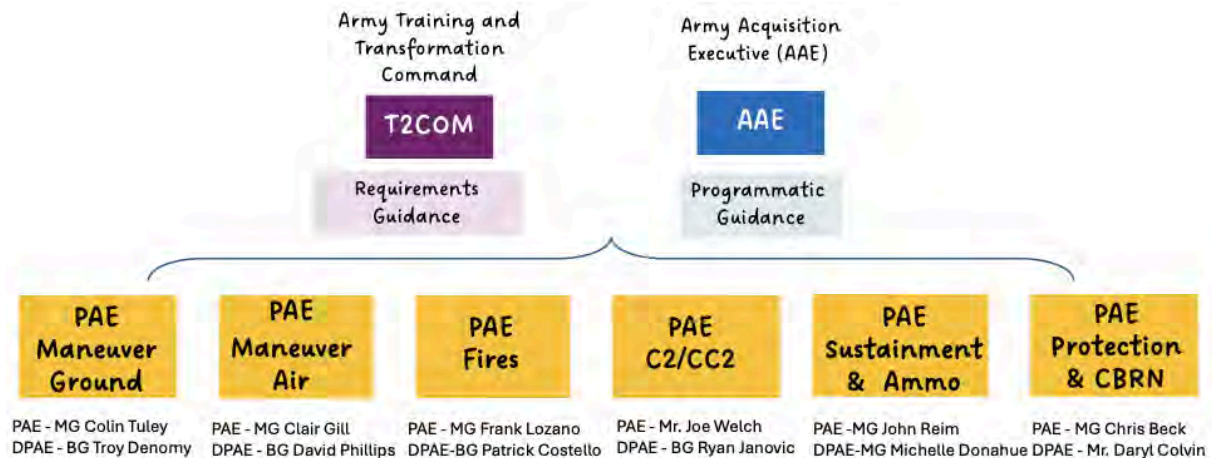 Army Training and
Transformation
Command
T2COM
Requirements
Guidance
Army Acquisition
Executive (AAE)
AAE
Programmatic
Guidance
PAE
Maneuver
Ground
PAE - MG Colin Tuley
DPAE - BG Troy Denomy
PAE
Maneuver
Air
PAE - MG Clair Gill
DPAE - BG David Phillips
PAE
Fires
PAE - MG Frank Lozano
DPAE-BG Patrick Costello
PAE
C2/CC2
PAE - Mr. Joe Welch
DPAE - BG Ryan Janovic
PAE
Sustainment
& Ammo
PAE -MG John Reim
DPAE-MG Michelle Donahue
PAE
Protection
& CBRN
PAE - MG Chris Beck
DPAE - Mr. Daryl Colvin